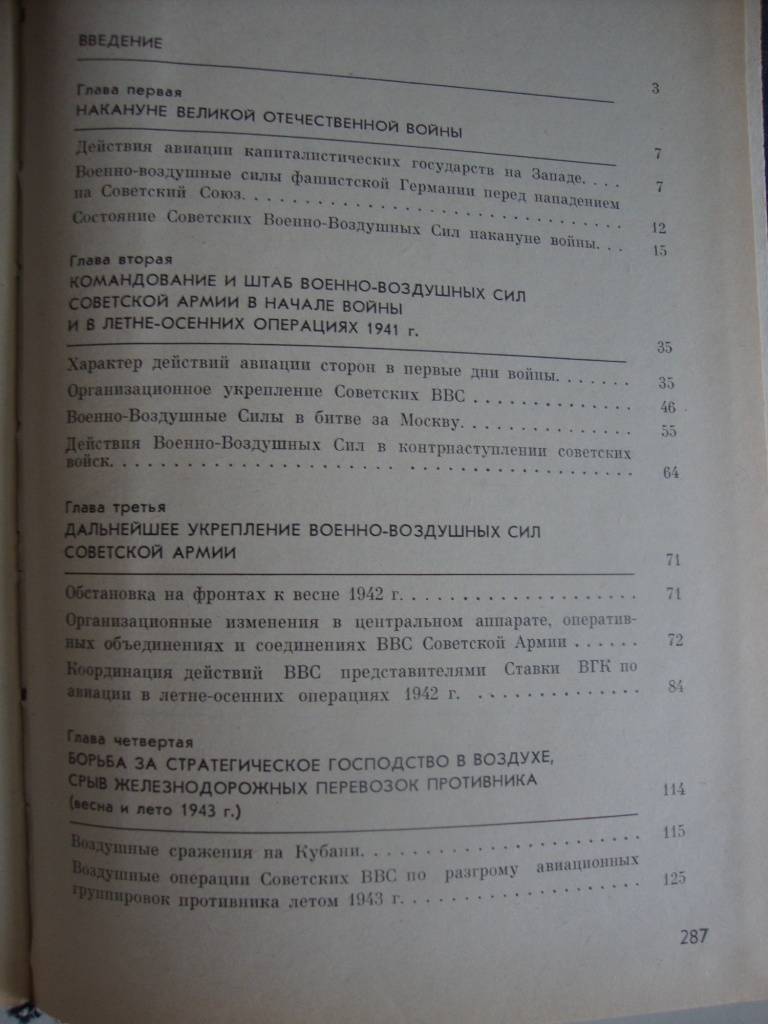 ВВЕДЕНИЕ 3
Глава первая
НАКАНУНЕ ВЕЛИКОЙ ОТЕЧЕСТВЕННОЙ ВОЙНЫ 7
Действия авиации капиталистических государств на Западе. . . . 7
Военно-воздушные силы фашистской Германии перед нападением
на Советский Союз. . . . . . . . . . . . . . . . . . . . . . . . . . . 12
Состояние Советских Военно-Воздушных Сил накануне войны. . . 15
Глава вторая
КОМАНДОВАНИЕ И ШТАБ ВОЕННО-ВОЗДУШНЫХ СИЛ
СОВЕТСКОЙ АРМИИ В НАЧАЛЕ ВОЙНЫ
И В ЛЕТНЕ-ОСЕННИХ ОПЕРАЦИЯХ 1941 г. 35
Характер действий авиации сторон в первые дни войны. . . . . . . 35
Организационное укрепление Советских ВВС . . . . . . . . . . . . 46
Военно-Воздушные Силы в битве за Москву. . . . . . . . . . . . . 55
Действия Военно-Воздушных Сил в контрнаступлении советских
войск. . . . . . . . . . . . . . . . . . . . . . . . . . . . . . . . . 64
Глава третья
ДАЛЬНЕЙШЕЕ УКРЕПЛЕНИЕ ВОЕННО-ВОЗДУШНЫХ СИЛ
СОВЕТСКОЙ АРМИИ 71
Обстановка на фронтах к весне 1942 г. . . . . . . . . . . . . . . . . 71
Организационные изменения в центральном аппарате, оператив-
ных объединениях и соединениях ВВС Советской Армии . . . . . . 72
Координация действий ВВС представителями Ставки ВГК по
авиации в летне-осенних операциях 1942 г. . . . . . . . . . . . . 84
Глава четвертая
БОРЬБА ЗА СТРАТЕГИЧЕСКОЕ ГОСПОДСТВО В ВОЗДУХЕ,
СРЫВ ЖЕЛЕЗНОДОРОЖНЫХ ПЕРЕВОЗОК ПРОТИВНИКА
(весна и лето 1943 г.) 114
Воздушные сражения на Кубани. . . . . . . . . . . . . . . . . . . . 115
Воздушные операции Советских ВВС по разгрому авиационных
группировок противника летом 1943 г. . . . . . . . . . . . . . . . . 125
287